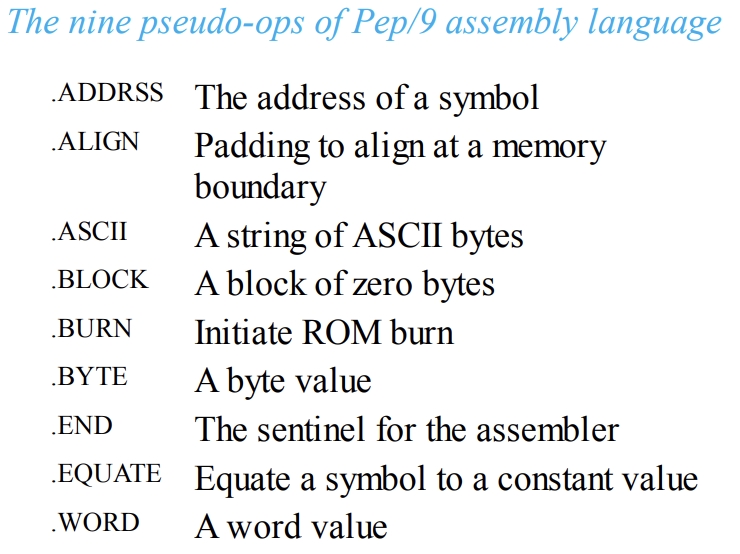 The nine pseudo-ops of Pep/9 assembly language
.ADDRSS The address of a symbol
.ALIGN Padding to align at a memory
boundary
.ASCII A string of ASCII bytes
.BLOCK A block of zero bytes
.BURN Initiate ROM burn
.BYTE A byte value
.END The sentinel for the assembler
.EQUATE Equate a symbol to a constant value
.WORD A word value